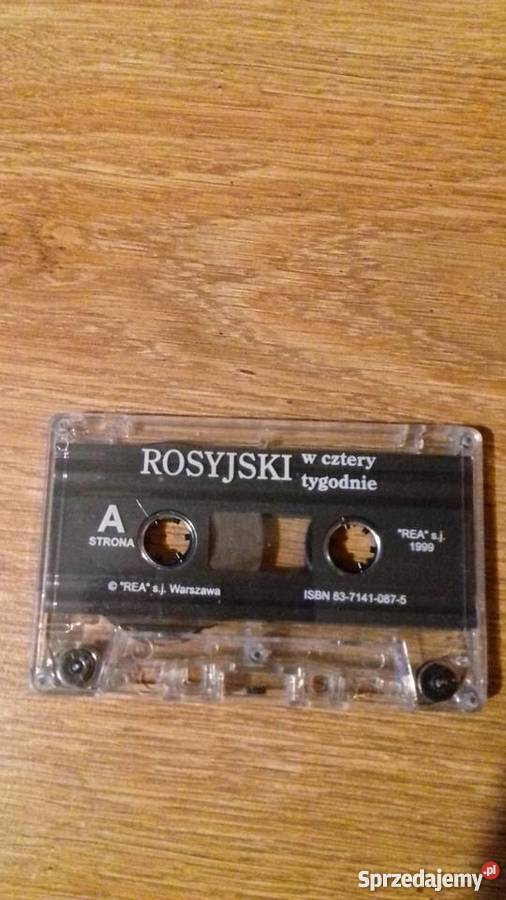 ROSYJSKI w cztery
tygodnie
A
STRONA
"REA" s.j.
1999
© "REA" s.j. Warszawa
ISBN 83-7141-087-5
Sprzedajemy.pl